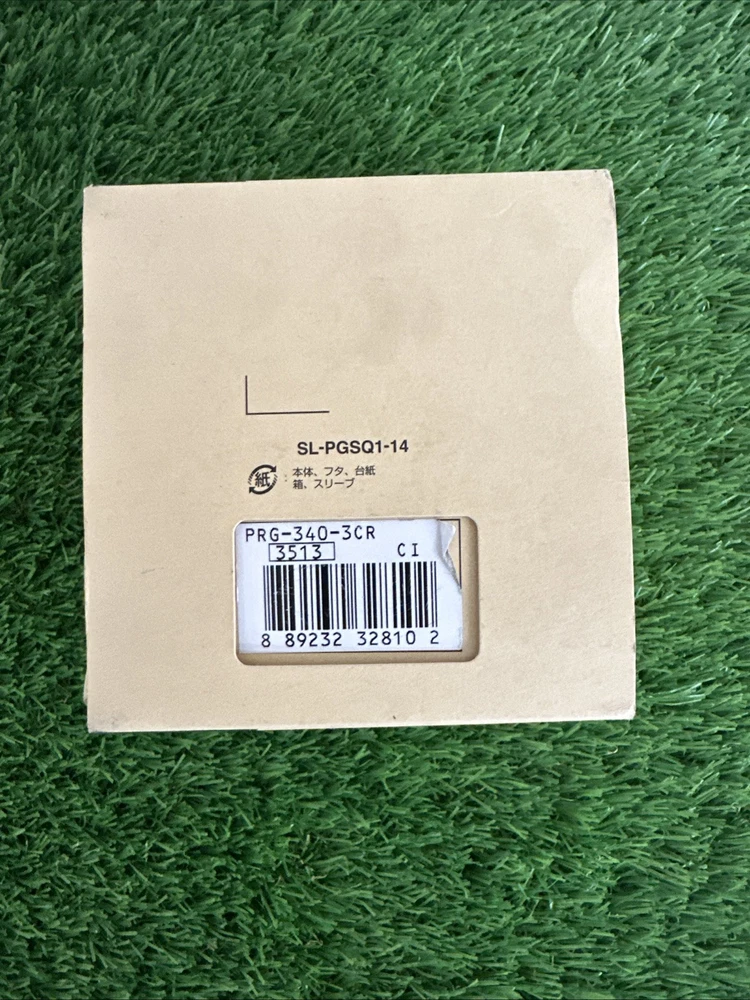 SL-PGSQ1-14
紙 : 本体、フタ、台紙
箱、スリーブ
PRG-340-3CR
3513 CI
8 89232 32810 2